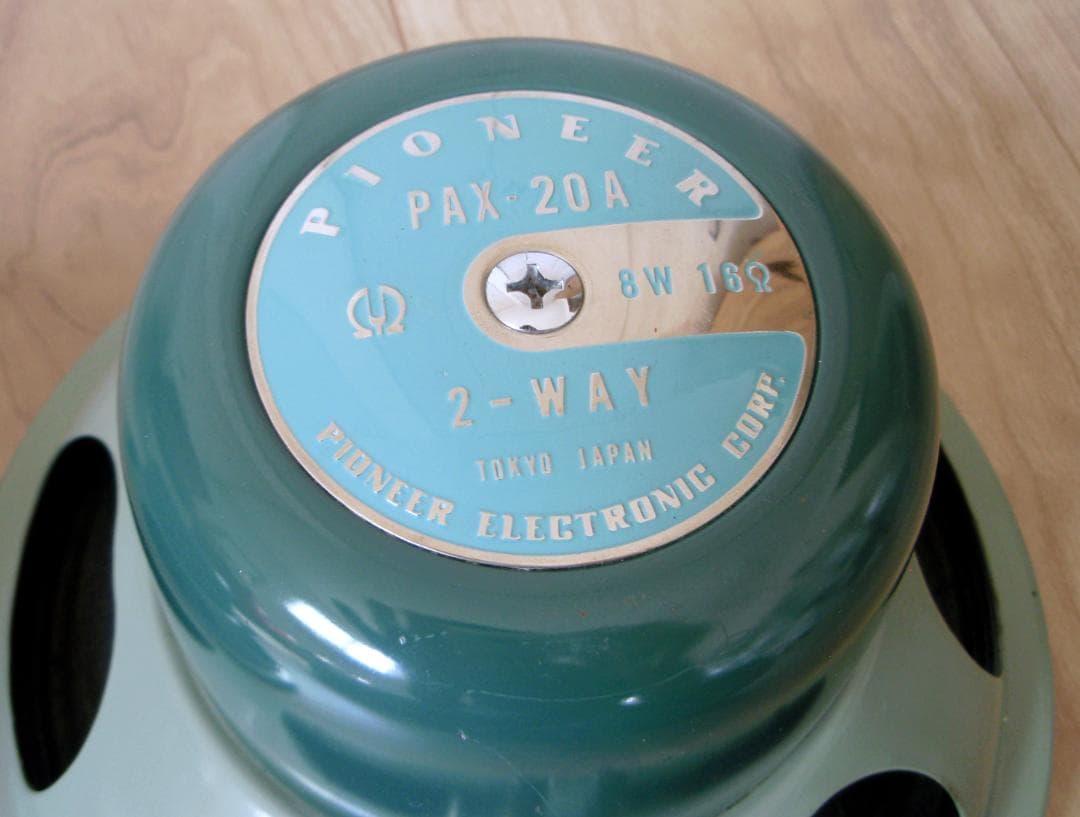 PIONEER
PAX-20A
8W 16Ω
2-WAY
TOKYO JAPAN
PIONEER ELECTRONIC CORP.